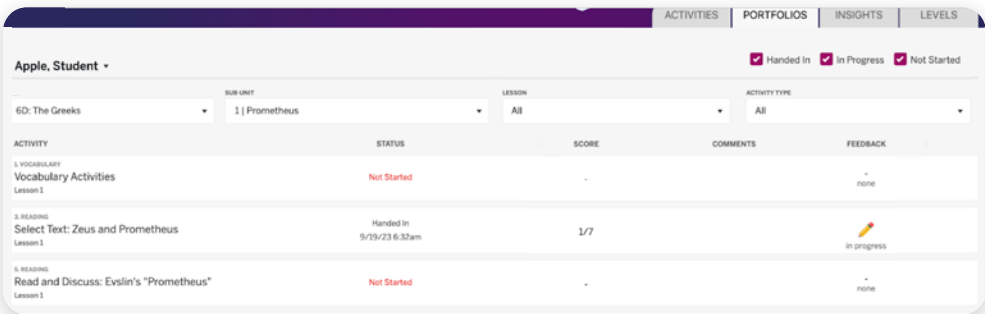 ACTIVITIES PORTFOLIOS INSIGHTS LEVELS
Apple, Student
Handed In In Progress Not Started
SUB-UNIT LESSON ACTIVITY TYPE
6D: The Greeks 1 | Prometheus All All
ACTIVITY STATUS SCORE COMMENTS FEEDBACK
1. VOCABULARY
Vocabulary Activities Not Started - -
Lesson 1 none
3. READING
Select Text: Zeus and Prometheus Handed In 1/7
Lesson 1 9/19/23 6:32am in progress
5. READING
Read and Discuss: Evslin's "Prometheus" Not Started - -
Lesson 1 none